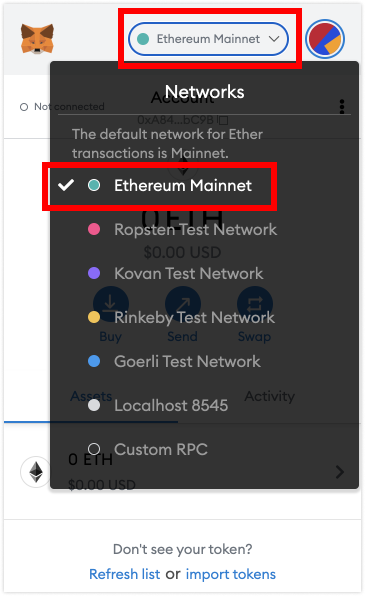 Ethereum Mainnet
Networks
Not connected
Account
0xA84...bC9B
The default network for Ether
transactions is Mainnet.
Ethereum Mainnet
0 ETH
Ropsten Test Network
$0.00 USD
Kovan Test Network
Rinkeby Test Network
Buy Send Swap
Goerli Test Network
Assets Activity
Localhost 8545
Custom RPC
0 ETH
$0.00 USD
Don't see your token?
Refresh list or import tokens